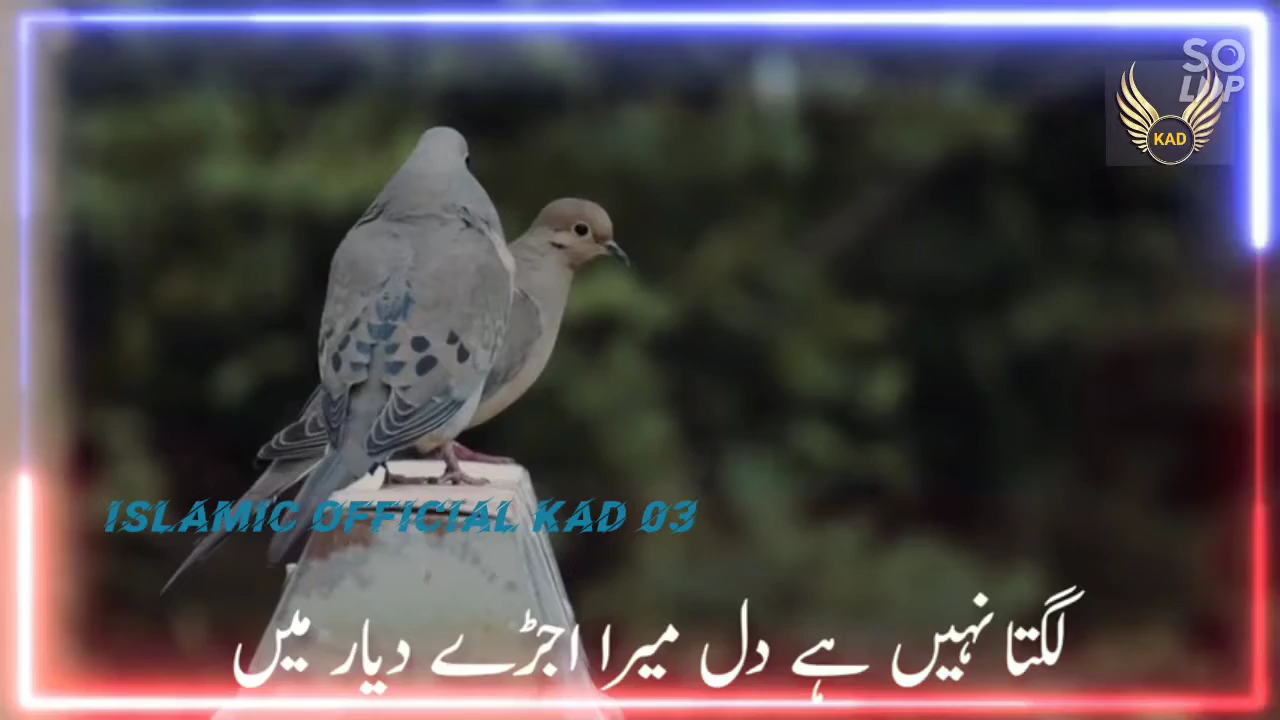 SO
LUP
KAD
ISLAMIC OFFICIAL KAD 03
لگتا نہیں ہے دل میرا اجڑے دیار میں